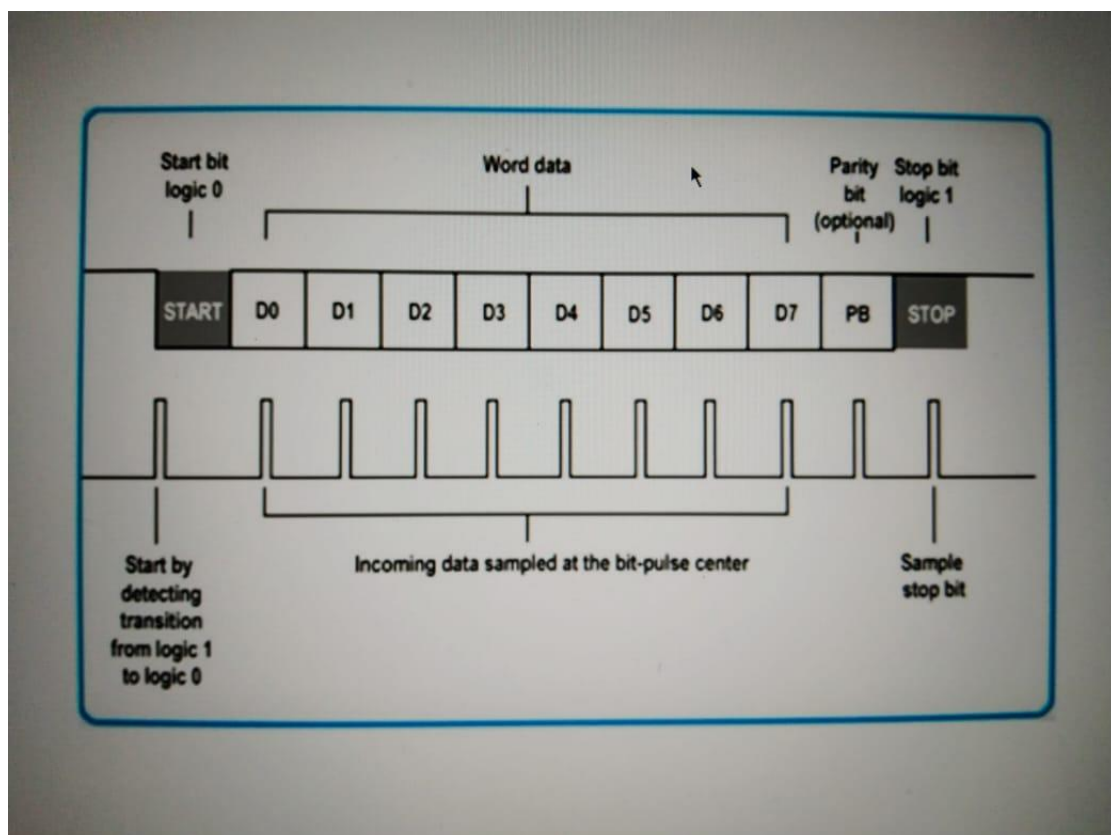 Start bit
logic 0
Word data
Parity
bit
(optional)
Stop bit
logic 1
START D0 D1 D2 D3 D4 D5 D6 D7 PB STOP
Start by
detecting
transition
from logic 1
to logic 0
Incoming data sampled at the bit-pulse center
Sample
stop bit